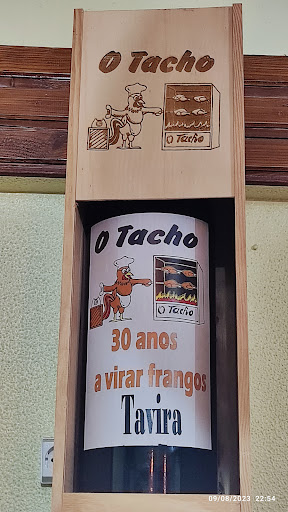 O Tacho
O Tacho
O Tacho
O Tacho
30 anos
a virar frangos
Tavira
09/08/2023 22:54